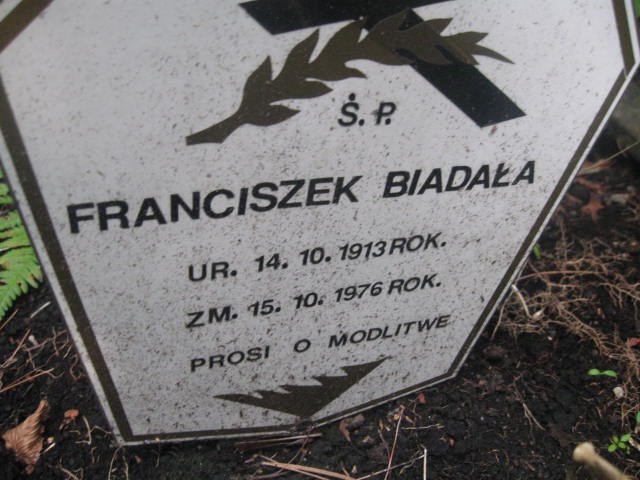 Ś. P.
FRANCISZEK BIADAŁA
UR. 14. 10. 1913 ROK.
ZM. 15. 10. 1976 ROK.
PROSI O MODLITWE